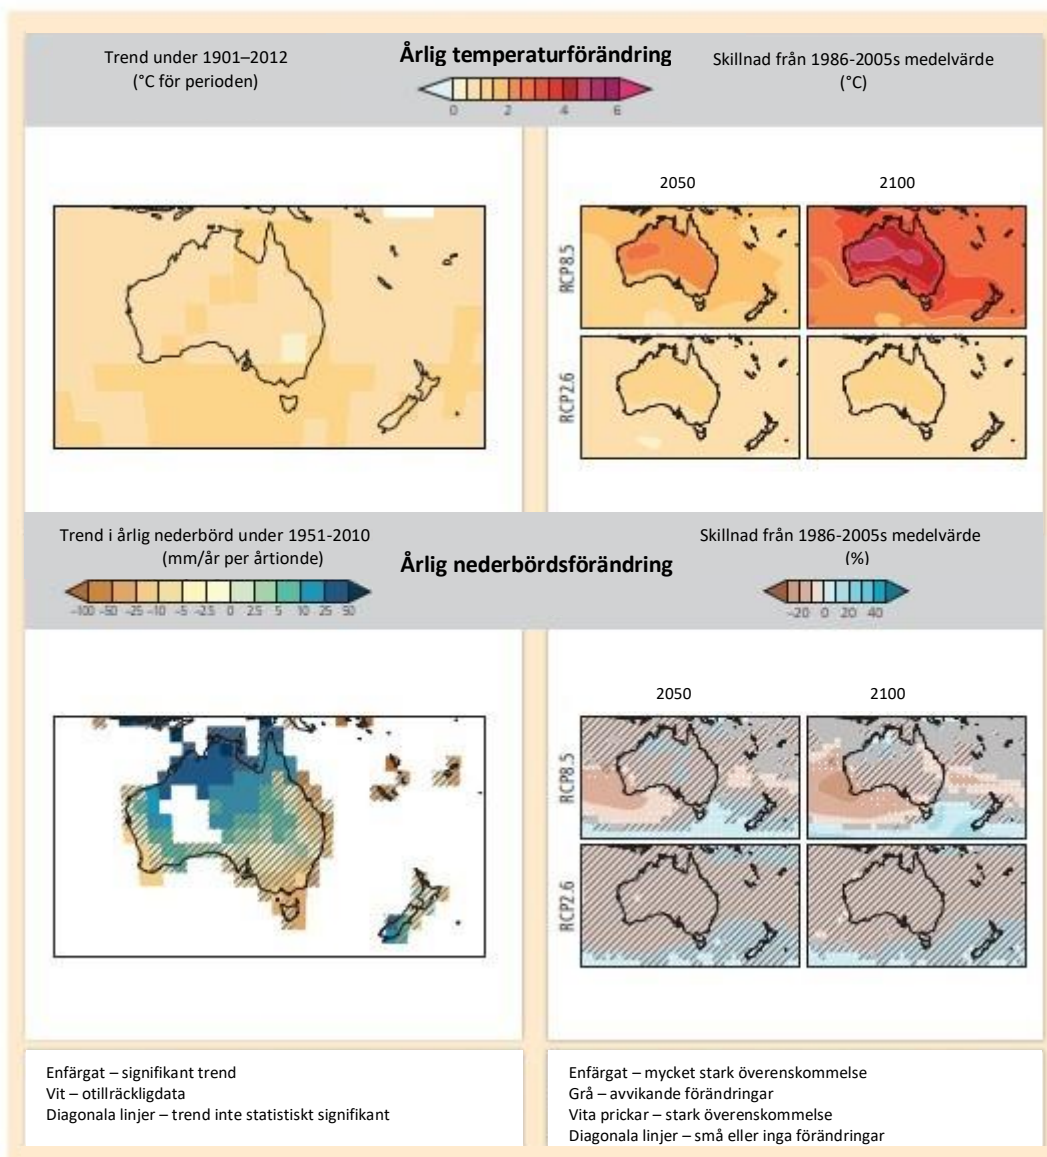 Trend under 1901–2012
(°C för perioden)
Årlig temperaturförändring
0 2 4 6
Skillnad från 1986-2005s medelvärde
(°C)
2050 2100
RCP8.5
RCP2.6
Trend i årlig nederbörd under 1951-2010
(mm/år per årtionde)
-100 -50 -25 -10 -5 -2.5 0 2.5 5 10 25 50
Årlig nederbördsförändring
Skillnad från 1986-2005s medelvärde
(%)
-20 0 20 40
2050 2100
RCP8.5
RCP2.6
Enfärgat – signifikant trend
Vit – otillräckligdata
Diagonala linjer – trend inte statistiskt signifikant
Enfärgat – mycket stark överenskommelse
Grå – avvikande förändringar
Vita prickar – stark överenskommelse
Diagonala linjer – små eller inga förändringar